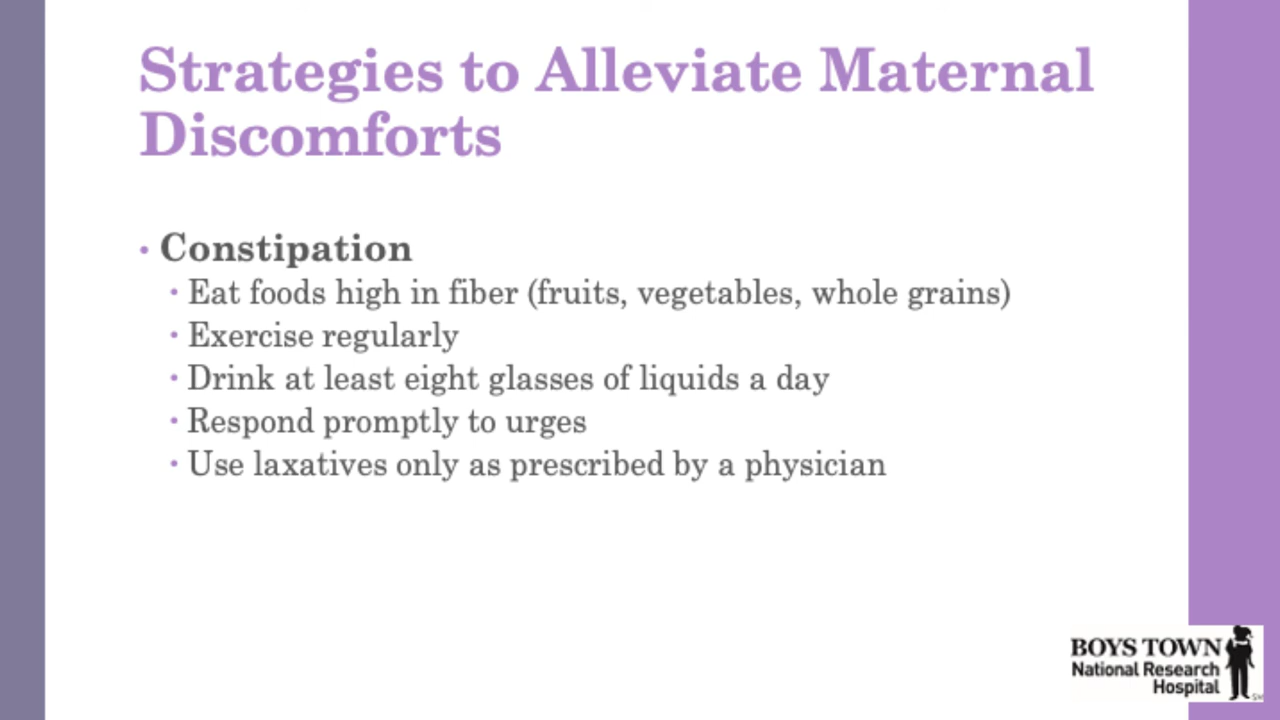 Strategies to Alleviate Maternal
Discomforts
• Constipation
• Eat foods high in fiber (fruits, vegetables, whole grains)
• Exercise regularly
• Drink at least eight glasses of liquids a day
• Respond promptly to urges
• Use laxatives only as prescribed by a physician
BOYS TOWN
National Research
Hospital
SM